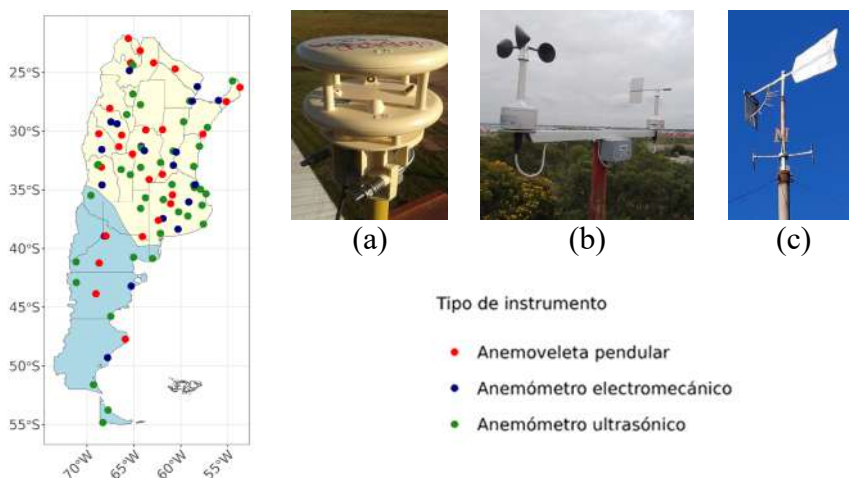 25°S
30°S
35°S
40°S
45°S
50°S
55°S
70°W
65°W
60°W
55°W
(a)
(b)
(c)
Tipo de instrumento
Anemoveleta pendular
Anemómetro electromecánico
Anemómetro ultrasónico